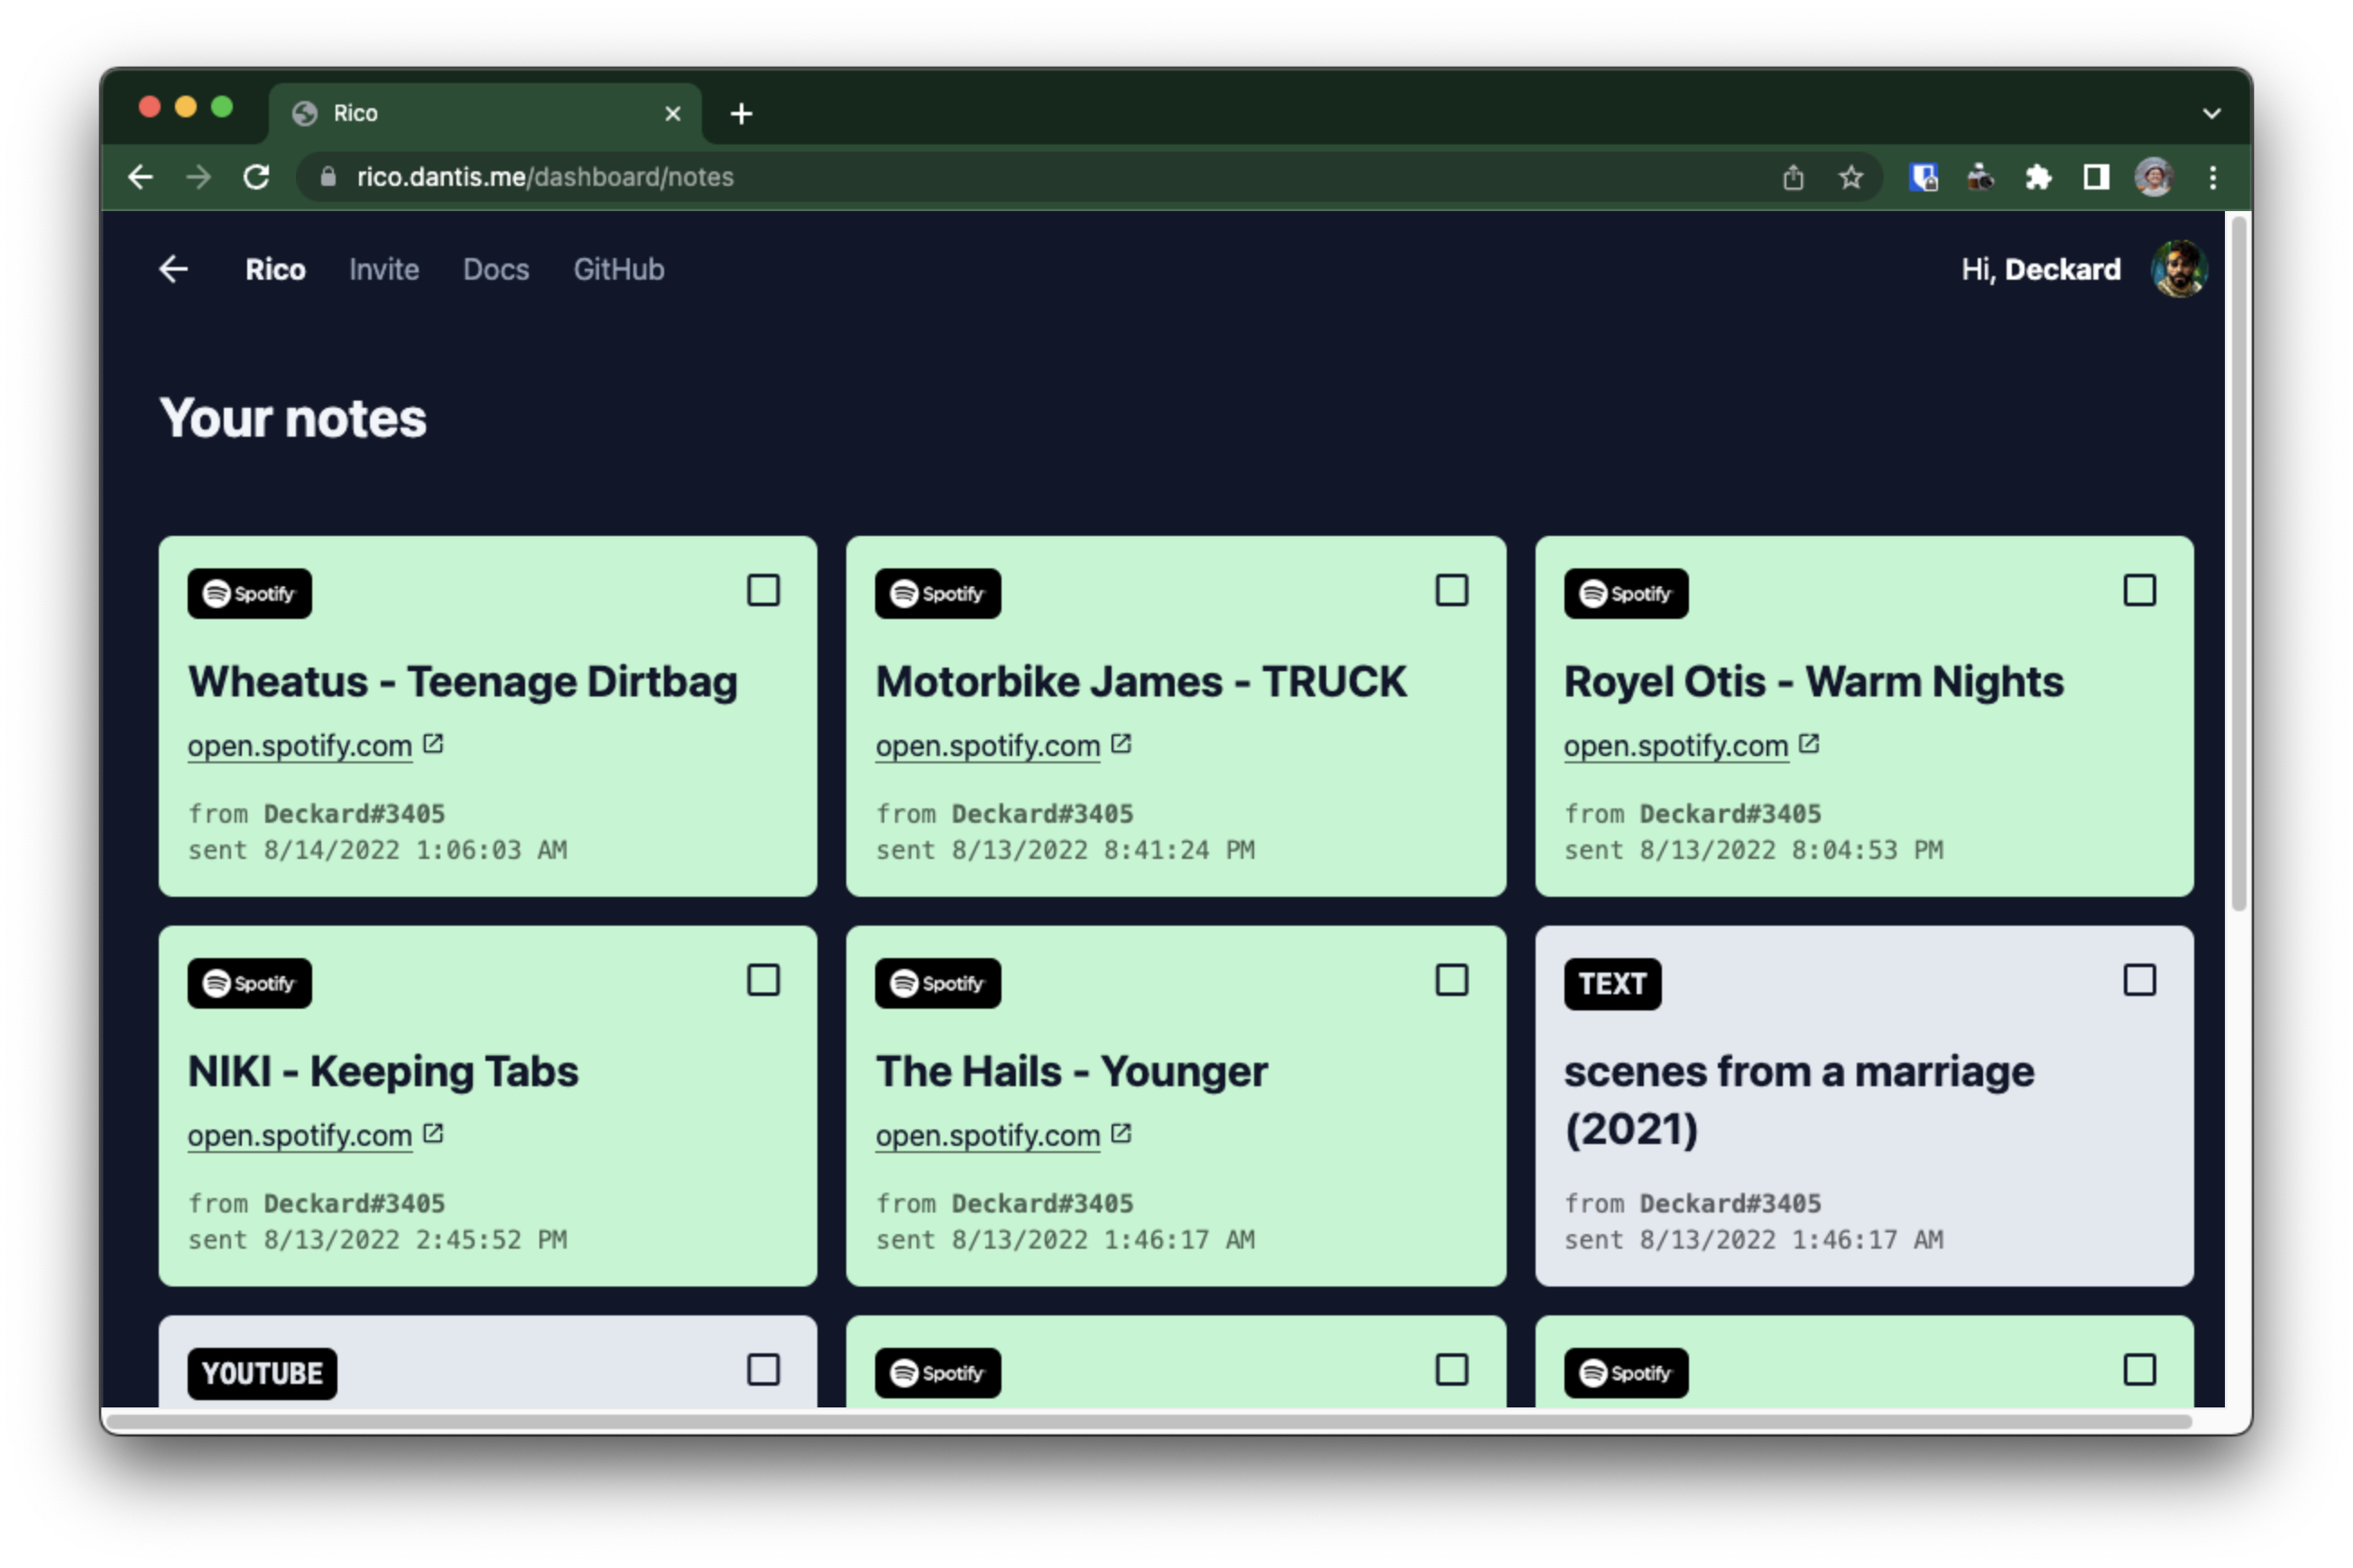 Rico
rico.dantis.me/dashboard/notes
Rico Invite Docs GitHub
Hi, Deckard
Your notes
Spotify
Wheatus - Teenage Dirtbag
open.spotify.com
from Deckard#3405
sent 8/14/2022 1:06:03 AM
Spotify
Motorbike James - TRUCK
open.spotify.com
from Deckard#3405
sent 8/13/2022 8:41:24 PM
Spotify
Royel Otis - Warm Nights
open.spotify.com
from Deckard#3405
sent 8/13/2022 8:04:53 PM
Spotify
NIKI - Keeping Tabs
open.spotify.com
from Deckard#3405
sent 8/13/2022 2:45:52 PM
Spotify
The Hails - Younger
open.spotify.com
from Deckard#3405
sent 8/13/2022 1:46:17 AM
TEXT
scenes from a marriage
(2021)
from Deckard#3405
sent 8/13/2022 1:46:17 AM
YOUTUBE
Spotify
Spotify